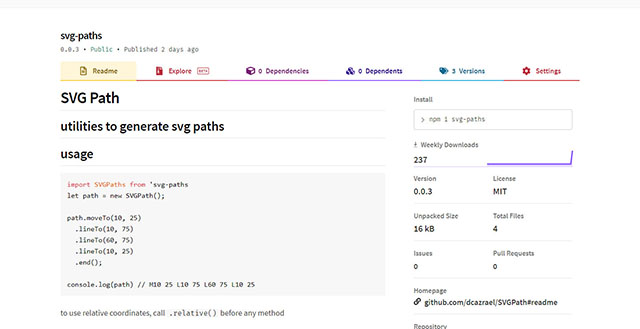 svg-paths
0.0.3 • Public • Published 2 days ago
Readme
Explore BETA
0 Dependencies
0 Dependents
3 Versions
Settings
SVG Path
utilities to generate svg paths
usage
import SVGPaths from 'svg-paths
let path = new SVGPath();
path.moveTo(10, 25)
.lineTo(10, 75)
.lineTo(60, 75)
.lineTo(10, 25)
.end();
console.log(path) // M10 25 L10 75 L60 75 L10 25
to use relative coordinates, call .relative() before any method
Install
> npm i svg-paths
Weekly Downloads
237
Version
0.0.3
License
MIT
Unpacked Size
16 kB
Total Files
4
Issues
0
Pull Requests
0
Homepage
github.com/dcazrael/SVGPath#readme
Repository